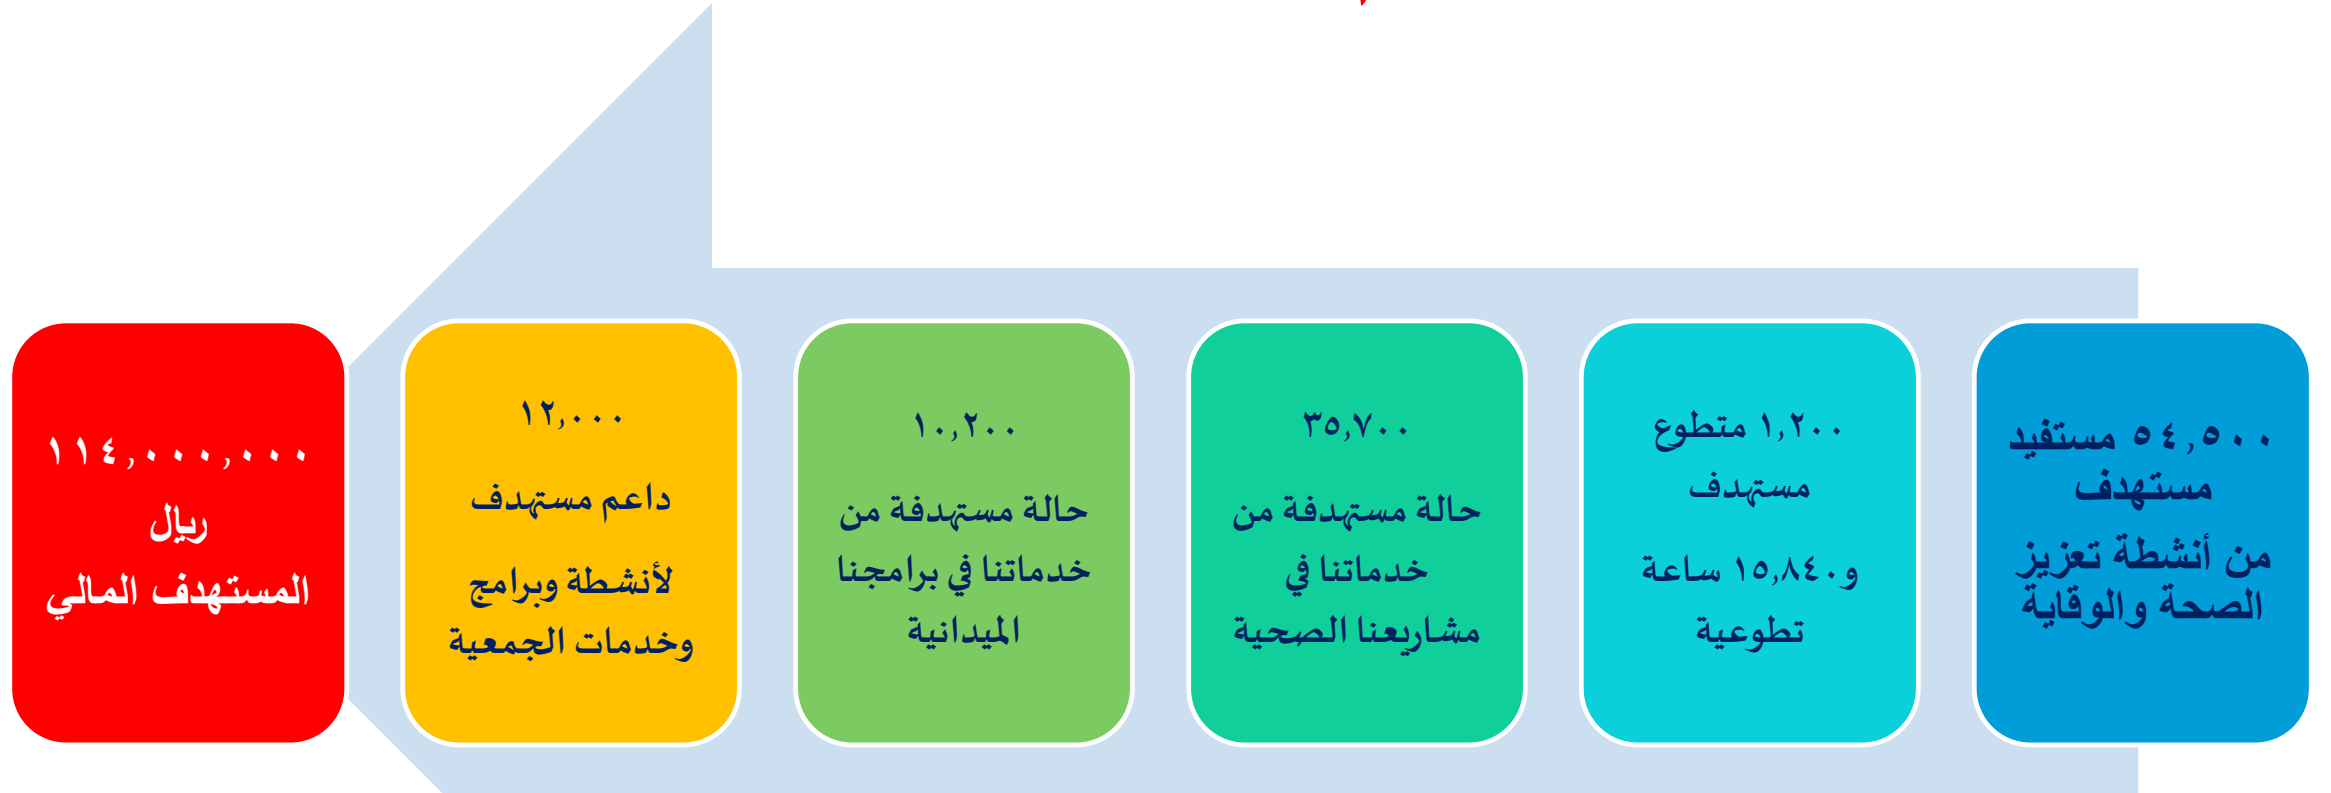 ٥٤,٥٠٠ مستفيد
مستهدف
من أنشطة تعزيز
الصحة والوقاية
١,٢٠٠ متطوع
مستهدف
و١٥,٨٤٠ ساعة
تطوعية
٣٥,٧٠٠
حالة مستهدفة من
خدماتنا في
مشاريعنا الصحية
١٠,٢٠٠
حالة مستهدفة من
خدماتنا في برامجنا
الميدانية
١٢,٠٠٠
داعم مستهدف
لأنشطة وبرامج
وخدمات الجمعية
١١٤,٠٠٠,٠٠٠
ريال
المستهدف المالي